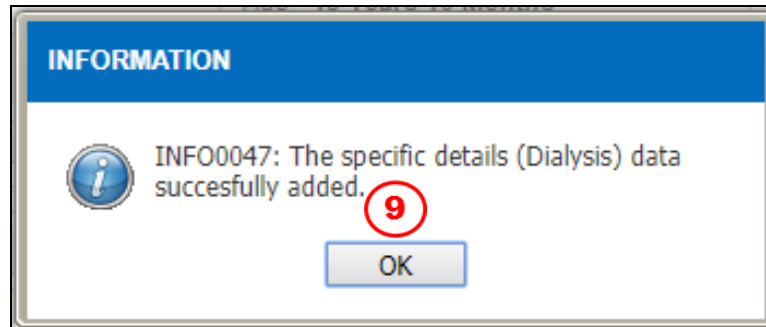 INFORMATION
INFO0047: The specific details (Dialysis) data
succesfully added.
9
OK